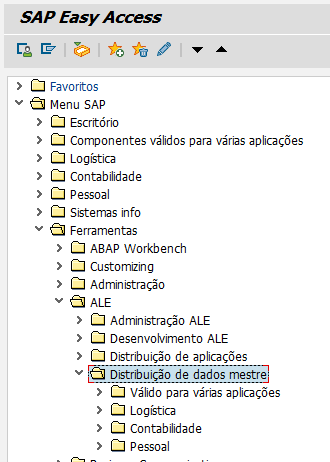 SAP Easy Access
Favoritos
Menu SAP
Escritório
Componentes válidos para várias aplicações
Logística
Contabilidade
Pessoal
Sistemas info
Ferramentas
ABAP Workbench
Customizing
Administração
ALE
Administração ALE
Desenvolvimento ALE
Distribuição de aplicações
Distribuição de dados mestre
Válido para várias aplicações
Logística
Contabilidade
Pessoal